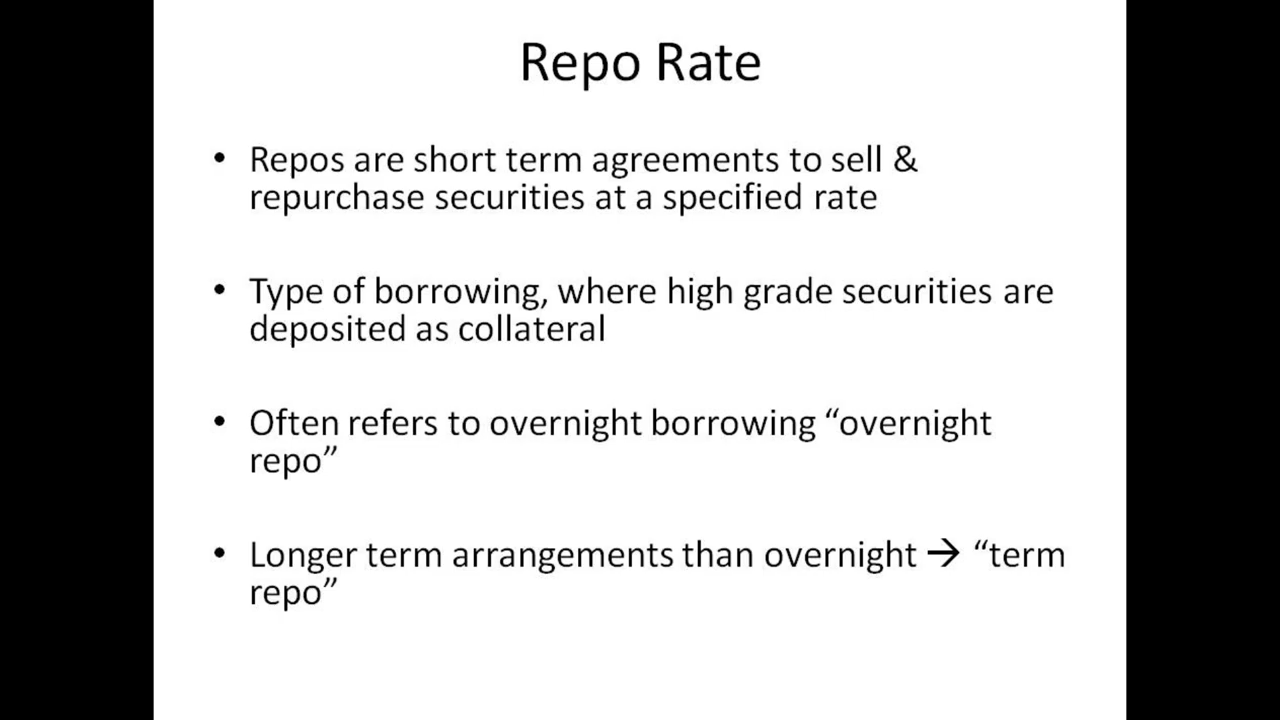 Repo Rate
• Repos are short term agreements to sell &
repurchase securities at a specified rate
• Type of borrowing, where high grade securities are
deposited as collateral
• Often refers to overnight borrowing “overnight
repo”
• Longer term arrangements than overnight → “term
repo”